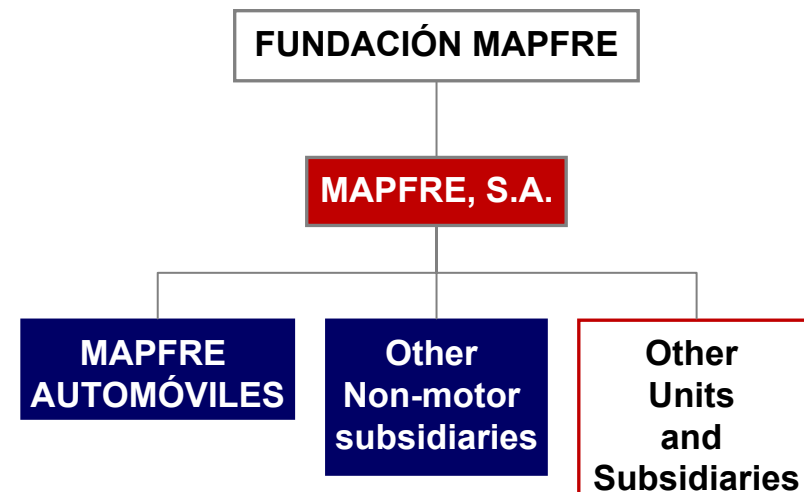 FUNDACIÓN MAPFRE
MAPFRE, S.A.
MAPFRE
AUTOMÓVILES
Other
Non-motor
subsidiaries
Other
Units
and
Subsidiaries